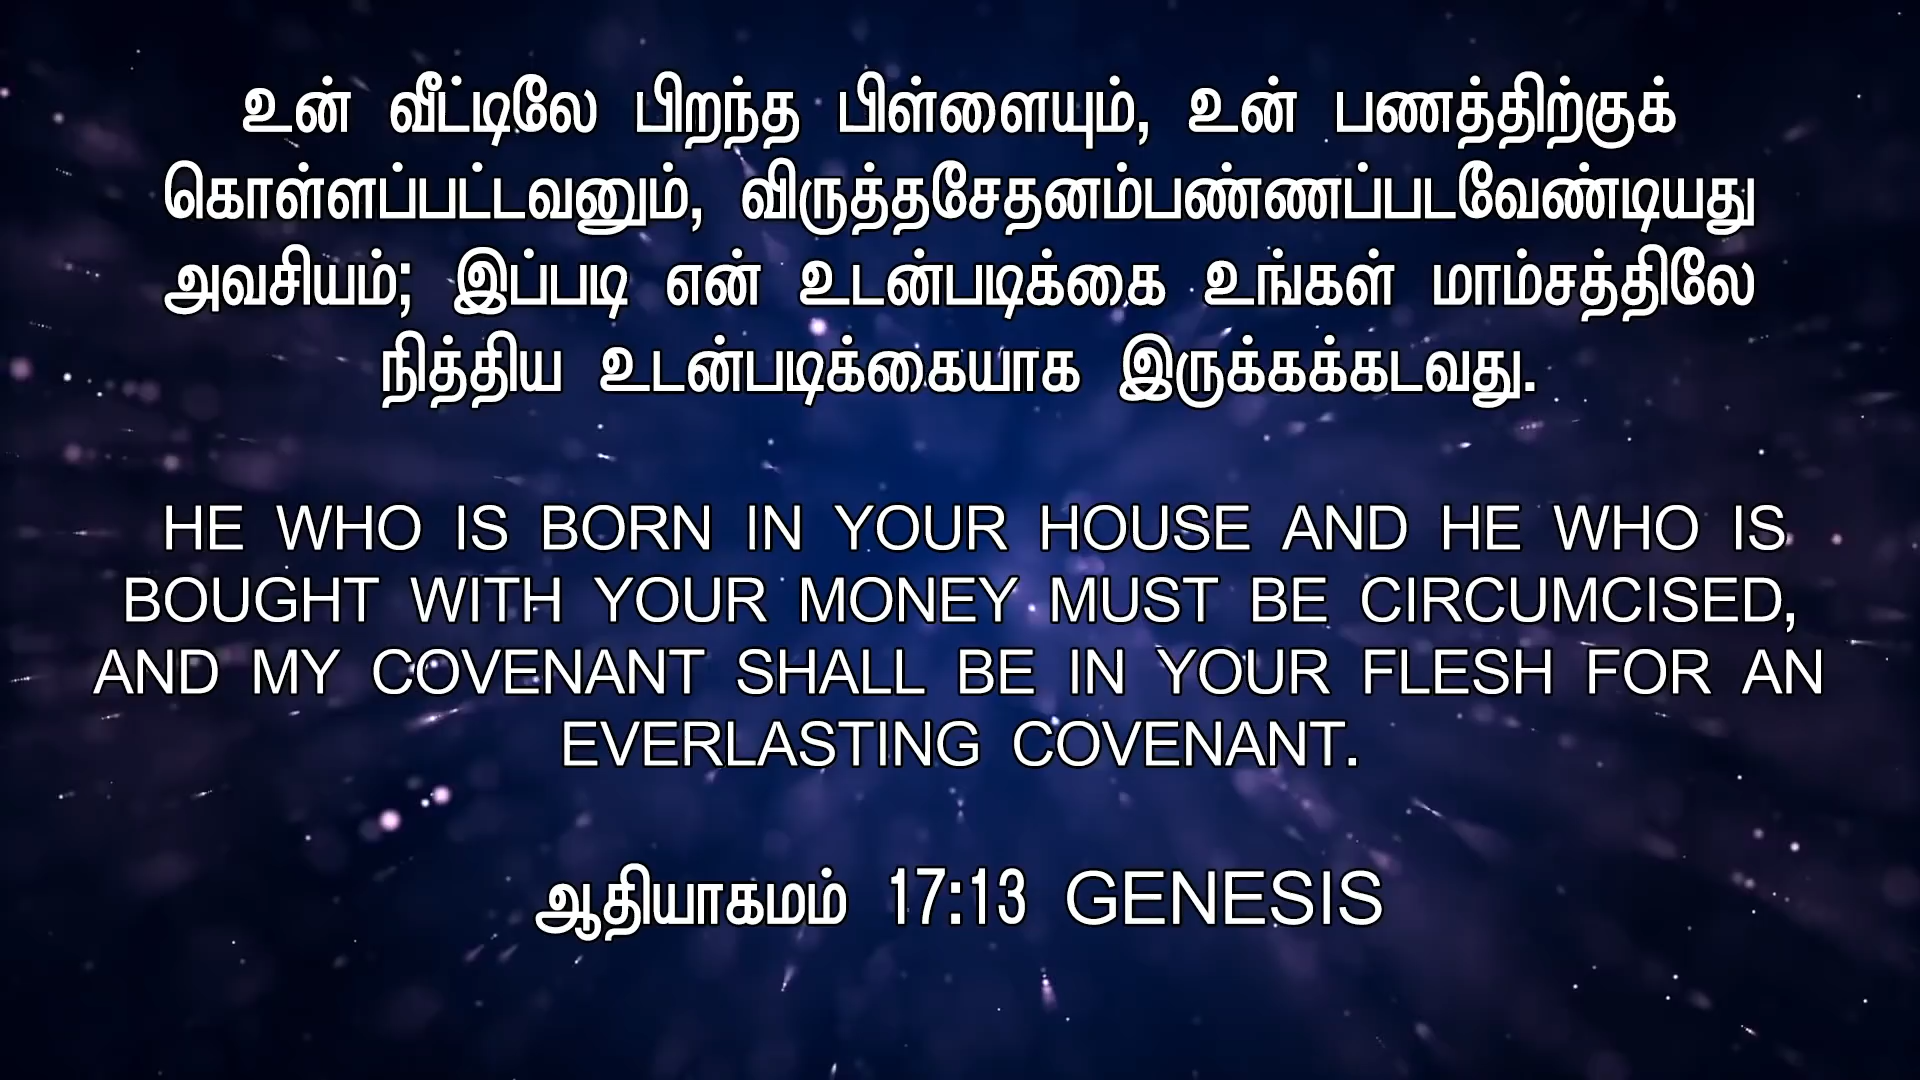 உன் வீட்டிலே பிறந்த பிள்ளையும், உன் பணத்திற்குக்
கொள்ளப்பட்டவனும், விருத்தசேதனம்பண்ணப்படவேண்டியது
அவசியம்; இப்படி என் உடன்படிக்கை உங்கள் மாம்சத்திலே
நித்திய உடன்படிக்கையாக இருக்கக்கடவது.
HE WHO IS BORN IN YOUR HOUSE AND HE WHO IS
BOUGHT WITH YOUR MONEY MUST BE CIRCUMCISED,
AND MY COVENANT SHALL BE IN YOUR FLESH FOR AN
EVERLASTING COVENANT.
ஆதியாகமம் 17:13 GENESIS